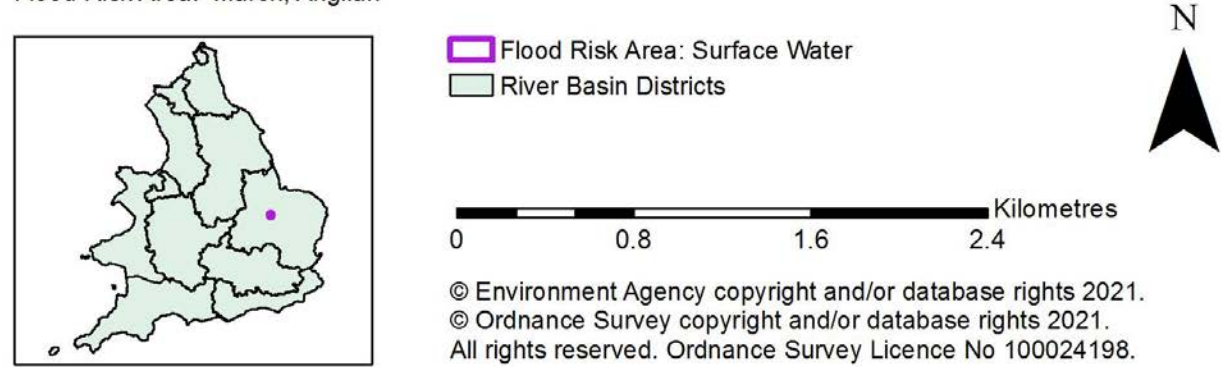 Flood Risk Area: March, Anglian
N
Flood Risk Area: Surface Water
River Basin Districts
Kilometres
0 0.8 1.6 2.4
© Environment Agency copyright and/or database rights 2021.
© Ordnance Survey copyright and/or database rights 2021.
All rights reserved. Ordnance Survey Licence No 100024198.